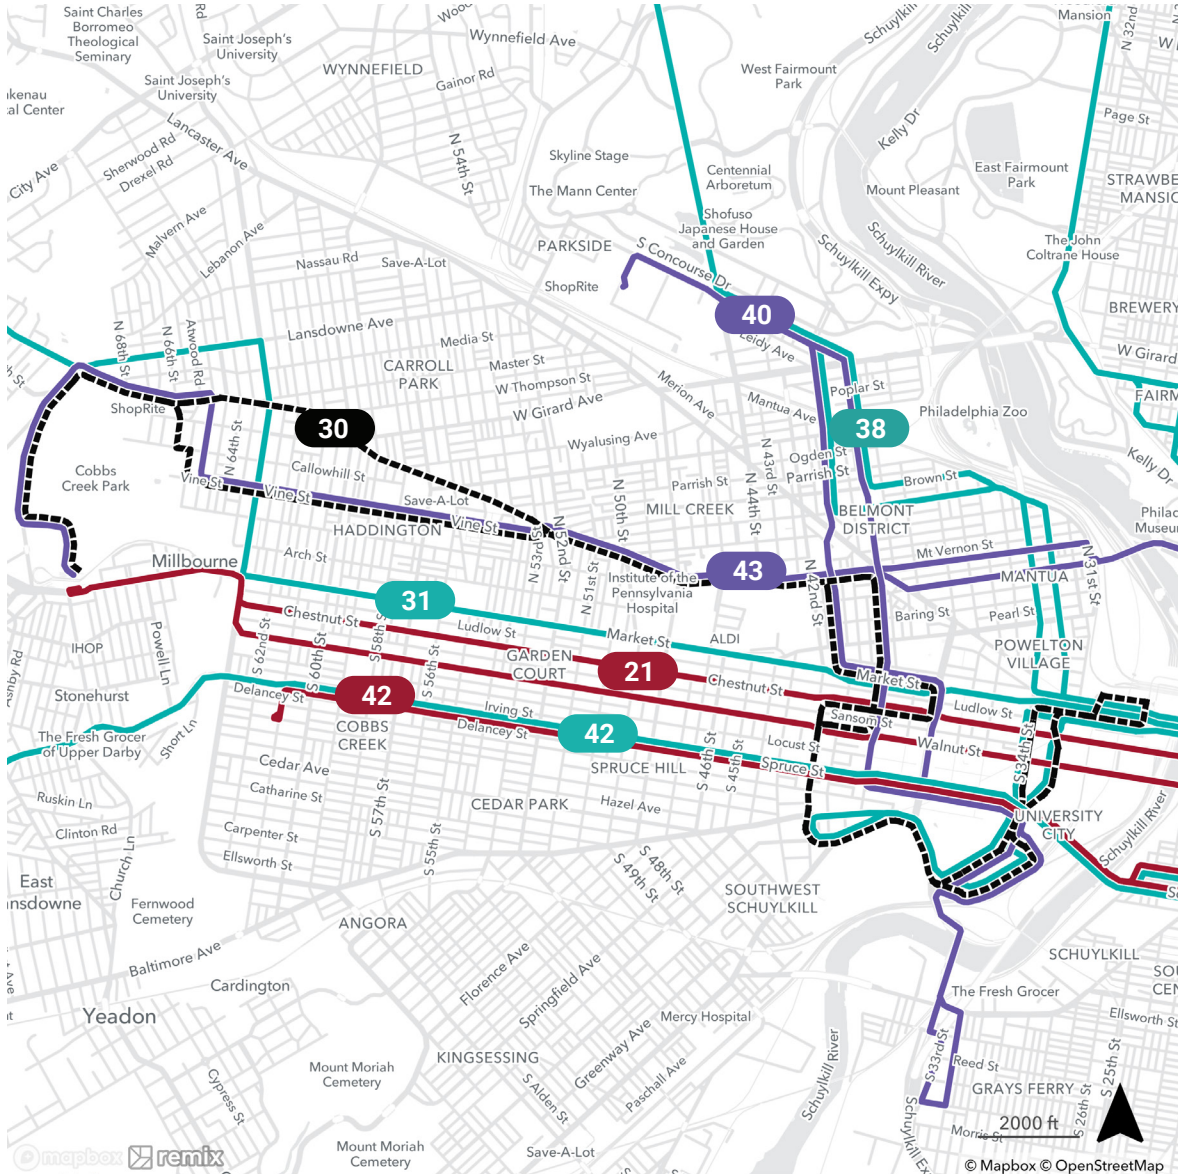 Saint Charles
Borromeo
Theological
Seminary
Rd
Saint Joseph's
University
Wynnefield Ave
Mansion
N 32nd
WYNNEFIELD
Gainor Rd
Saint Joseph's
University
West Fairmount
Park
Schuylkill
Lancaster Ave
Sherwood Rd
Drexel Rd
City Ave
N 54th St
Kelly Dr
Page St
Skyline Stage
The Mann Center
Centennial
Arboretum
East Fairmount
Park
Mount Pleasant
STRAWBE
MANSIO
Malvern Ave
Lebanon Ave
Shofuso
Japanese House
and Garden
PARKSIDE
S Concourse Dr
Schuylkill Expy
Schuylkill River
The John
Coltrane House
Nassau Rd
Save-A-Lot
ShopRite
BREWERY
40
N 68th St
N 66th St
Atwood Rd
Lansdowne Ave
Media St
Leidy Ave
W Girard
CARROLL
PARK
Master St
W Thompson St
W Girard Ave
Merion Ave
Mantua Ave
Poplar St
FAIRM
ShopRite
30
38
Philadelphia Zoo
Wyalusing Ave
N 64th St
Callowhill St
Save-A-Lot
N 43rd St
N 44th St
Ogden St
Parrish St
Parrish St
Brown St
Kelly Dr
Cobbs
Creek Park
Vine St
Vine St
Vine St
N 50th St
MILL CREEK
BELMONT
DISTRICT
Philac
Museu
HADDINGTON
N 53rd St
N 52nd St
N 51st St
Mt Vernon St
N 31st St
Millbourne
Arch St
Institute of the
Pennsylvania
Hospital
43
N 42nd St
MANTUA
31
Baring St
Pearl St
Chestnut St
Ludlow St
Market St
ALDI
POWELTON
VILLAGE
IHOP
Powell Ln
S 62nd St
S 60th St
S 58th St
S 56th St
GARDEN
COURT
21
Market St
Chestnut St
Ashby Rd
Stonehurst
Delancey St
42
Irving St
Ludlow St
Sansom St
The Fresh Grocer
of Upper Darby
Short Ln
COBBS
CREEK
Delancey St
42
Locust St
Walnut St
S 34th St
Cedar Ave
SPRUCE HILL
S 46th St
S 45th St
Spruce St
Catharine St
Ruskin Ln
S 57th St
CEDAR PARK
Hazel Ave
UNIVERSITY
CITY
Schuylkill River
Clinton Rd
Church Ln
Carpenter St
Ellsworth St
S 55th St
S 48th St
S 49th St
East
ansdowne
Fernwood
Cemetery
SOUTHWEST
SCHUYLKILL
ANGORA
Baltimore Ave
Florence Ave
Springfield Ave
SCHUYLKILL
Cardington
The Fresh Grocer
Yeadon
Mercy Hospital
Ellsworth St
KINGSESSING
Greenway Ave
Paschall Ave
Schuylkill River
S 33rd St
Reed St
S 25th St
Mount Moriah
Cemetery
Cypress St
S Alden St
GRAYS FERRY
2000 ft
S 26th St
Morris St
Schuylkill Ex
Mount Moriah
Cemetery
Save-A-Lot
mapbox remix
© Mapbox © OpenStreetMap